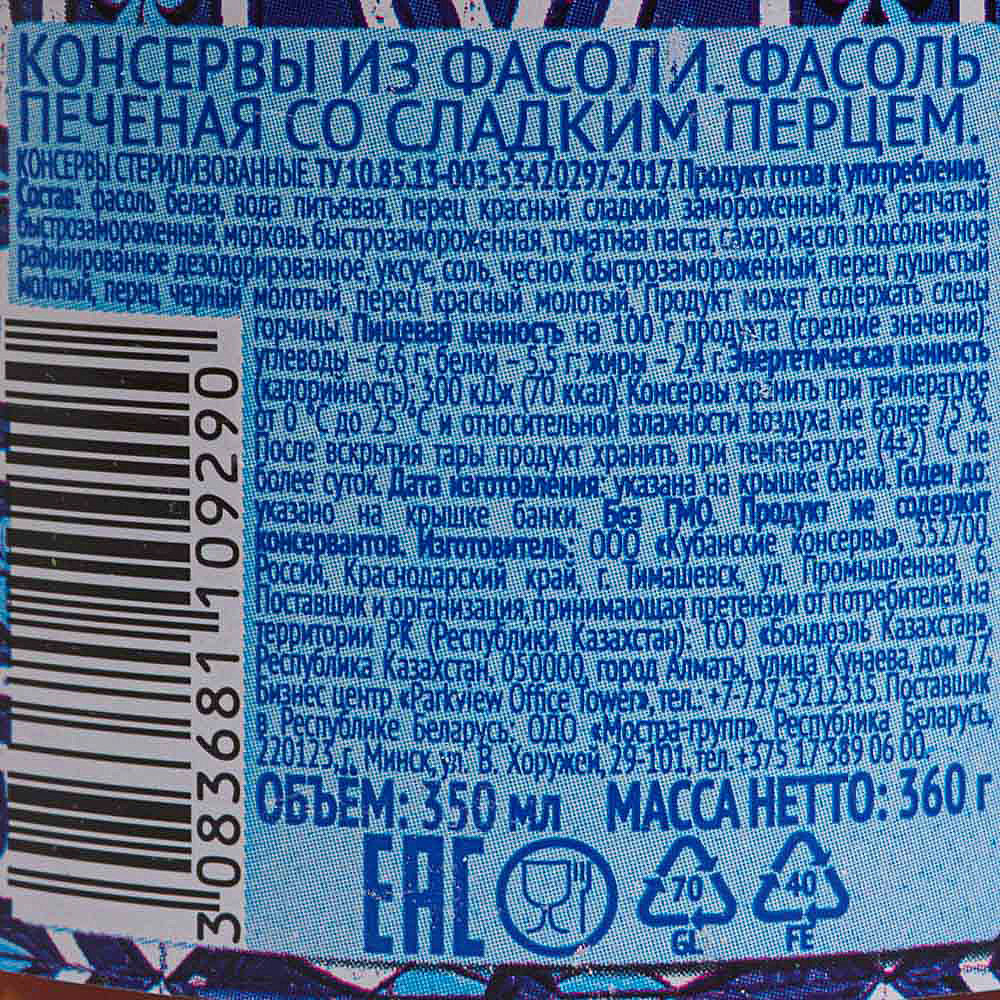 КОНСЕРВЫ ИЗ ФАСОЛИ. ФАСОЛЬ
ПЕЧЕНАЯ СО СЛАДКИМ ПЕРЦЕМ.
КОНСЕРВЫ СТЕРИЛИЗОВАННЫЕ. ТУ 10.85.13-003-53420297-2017. Продукт готов к употреблению.
Состав: фасоль белая, вода питьевая, перец красный сладкий замороженный, лук репчатый
быстрозамороженный, морковь быстрозамороженная, томатная паста, сахар, масло подсолнечное
рафинированное дезодорированное, уксус, соль, чеснок быстрозамороженный, перец душистый
молотый, перец черный молотый, перец красный молотый. Продукт может содержать следы
горчицы. Пищевая ценность на 100 г продукта (средние значения):
углеводы – 6,6 г; белки – 5,5 г; жиры – 2,4 г. Энергетическая ценность
(калорийность): 300 кДж (70 ккал). Консервы хранить при температуре
от 0 °C до 25 °C и относительной влажности воздуха не более 75 %.
После вскрытия тары продукт хранить при температуре (4±2) °C не
более суток. Дата изготовления: указана на крышке банки. Годен до:
указано на крышке банки. Без ГМО. Продукт не содержит
консервантов. Изготовитель: ООО «Кубанские консервы», 352700,
Россия, Краснодарский край, г. Тимашевск, ул. Промышленная, 6.
Поставщик и организация, принимающая претензии от потребителей на
территории РК (Республики Казахстан): ТОО «Бондюэль Казахстан»,
Республика Казахстан, 050000, город Алматы, улица Кунаева, дом 77,
Бизнес центр «Parkview Office Tower», тел.: +7-727-3212315. Поставщик
в Республике Беларусь, ОДО «Мостра-групп», Республика Беларусь,
220123, г. Минск, ул. В. Хоружей, 29-101, тел. +375 17 389 06 00.
ОБЪЁМ: 350 мл МАССА НЕТТО: 360 г
EAC
70
GL
40
FE
3 083681 109290